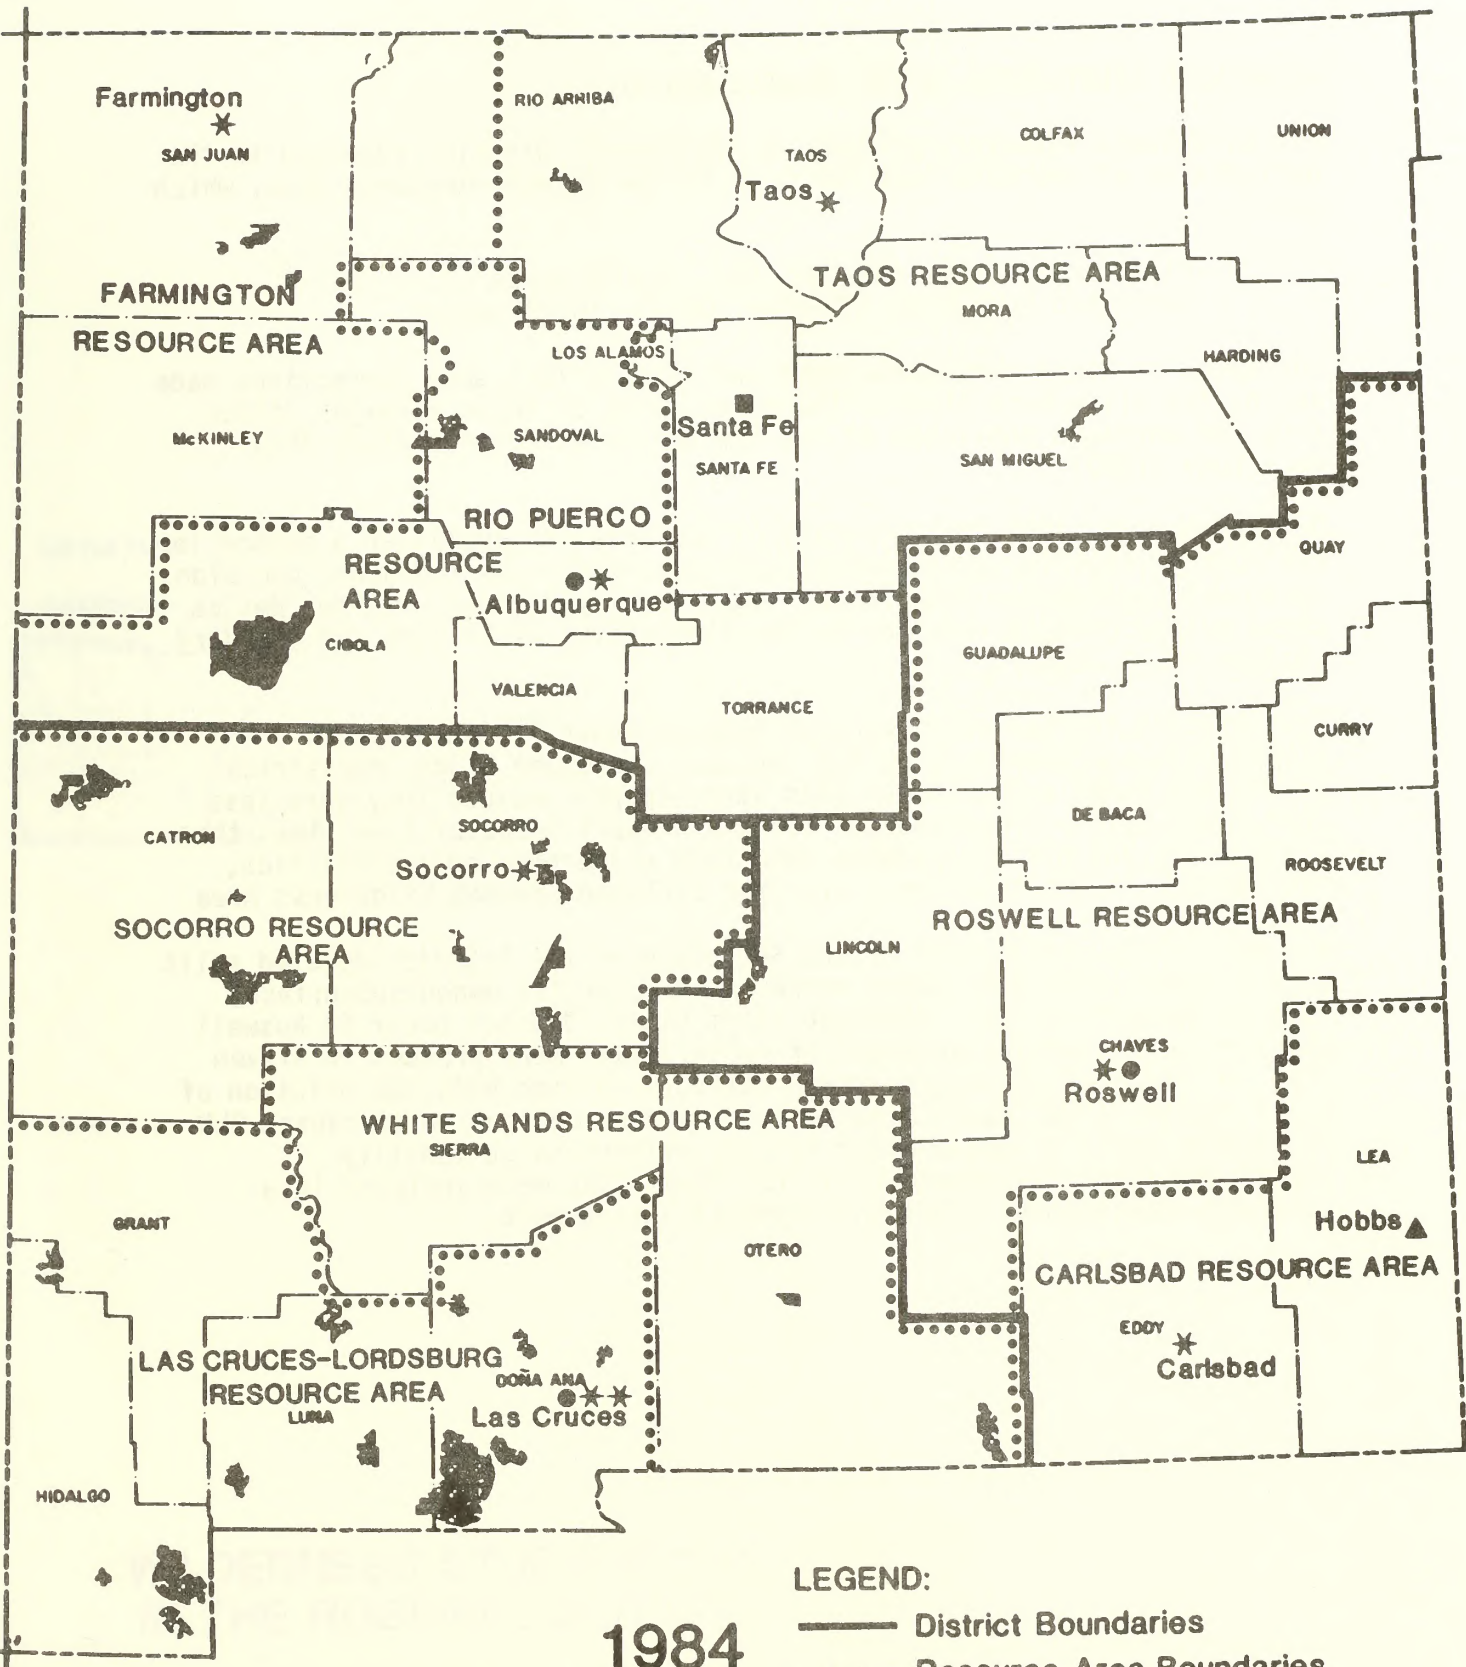 Farmington
SAN JUAN
RIO ARRIBA
TAOS
Taos
COLFAX
UNION
FARMINGTON
RESOURCE AREA
TAOS RESOURCE AREA
MORA
HARDING
LOS ALAMOS
McKINLEY
SANDOVAL
Santa Fe
SANTA FE
SAN MIGUEL
RIO PUERCO
RESOURCE
AREA
Albuquerque
QUAY
CIBOLA
VALENCIA
TORRANCE
GUADALUPE
CURRY
CATRON
SOCORRO
Socorro
DE BACA
ROOSEVELT
SOCORRO RESOURCE
AREA
LINCOLN
ROSWELL RESOURCE AREA
CHAVES
Roswell
WHITE SANDS RESOURCE AREA
SIERRA
LEA
Hobbs
GRANT
OTERO
CARLSBAD RESOURCE AREA
EDDY
Carlsbad
LAS CRUCES-LORDSBURG
RESOURCE AREA
LUNA
DOÑA ANA
Las Cruces
HIDALGO
1984
LEGEND:
District Boundaries
Resource Area Boundaries